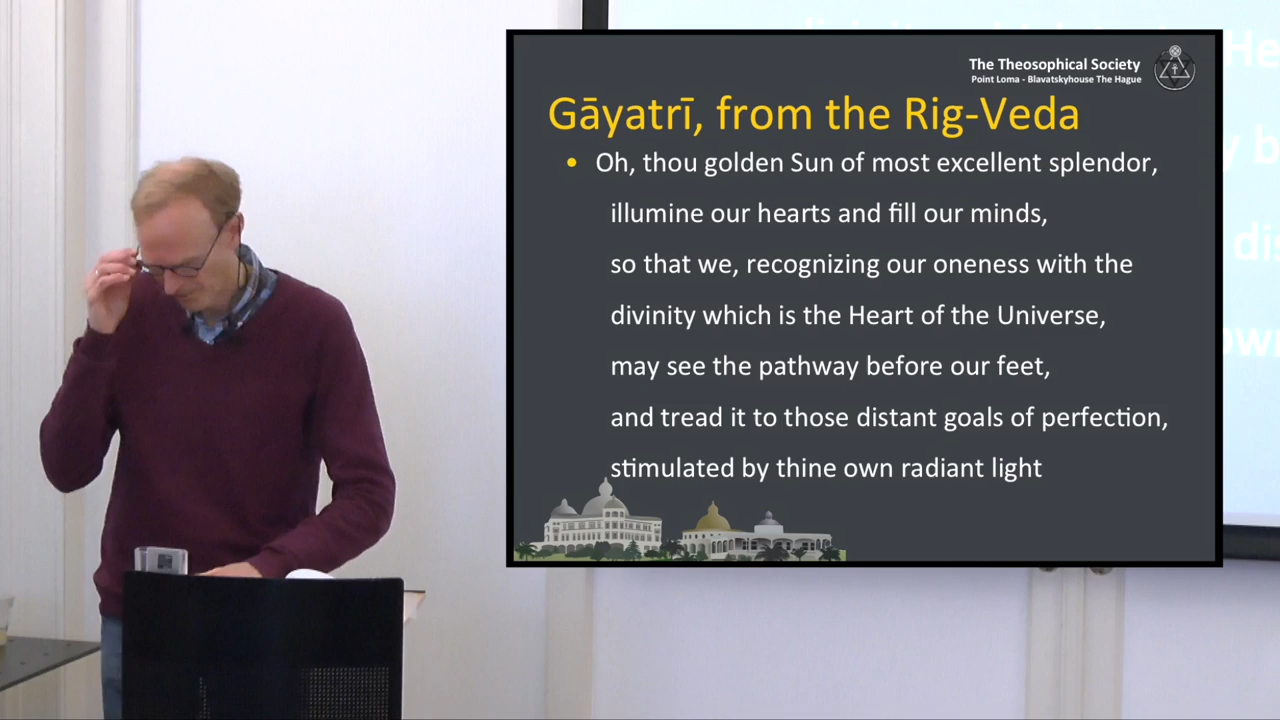 The Theosophical Society
Point Loma - Blavatskyhouse The Hague
Gāyatrī, from the Rig-Veda
• Oh, thou golden Sun of most excellent splendor,
illumine our hearts and fill our minds,
so that we, recognizing our oneness with the
divinity which is the Heart of the Universe,
may see the pathway before our feet,
and tread it to those distant goals of perfection,
stimulated by thine own radiant light